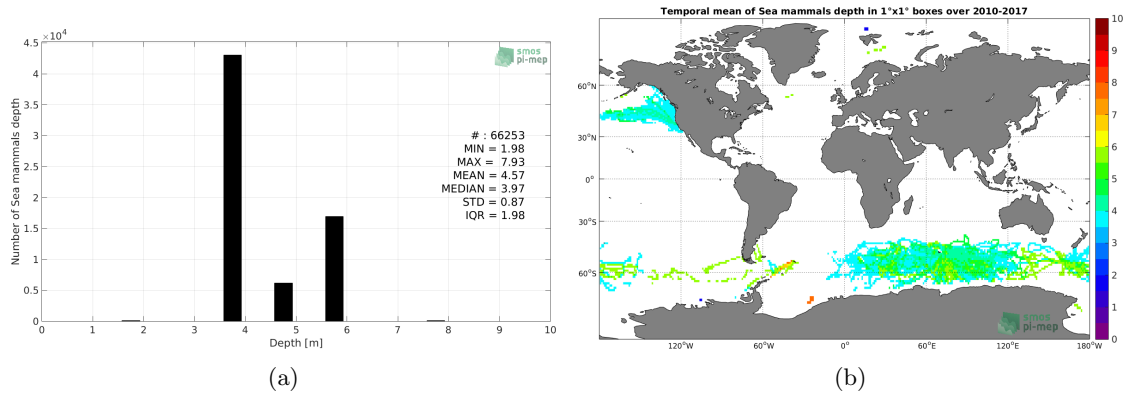 ×10⁴
4.5
4
3.5
3
2.5
2
1.5
1
0.5
0
Number of Sea mammals depth
smos
pi-mep
# : 66253
MIN = 1.98
MAX = 7.93
MEAN = 4.57
MEDIAN = 3.97
STD = 0.87
IQR = 1.98
0 1 2 3 4 5 6 7 8 9 10
Depth [m]
(a)
Temporal mean of Sea mammals depth in 1°x1° boxes over 2010-2017
60°N
30°N
0°
30°S
60°S
120°W 60°W 0° 60°E 120°E 180°W
smos
pi-mep
10
9
8
7
6
5
4
3
2
1
0
(b)